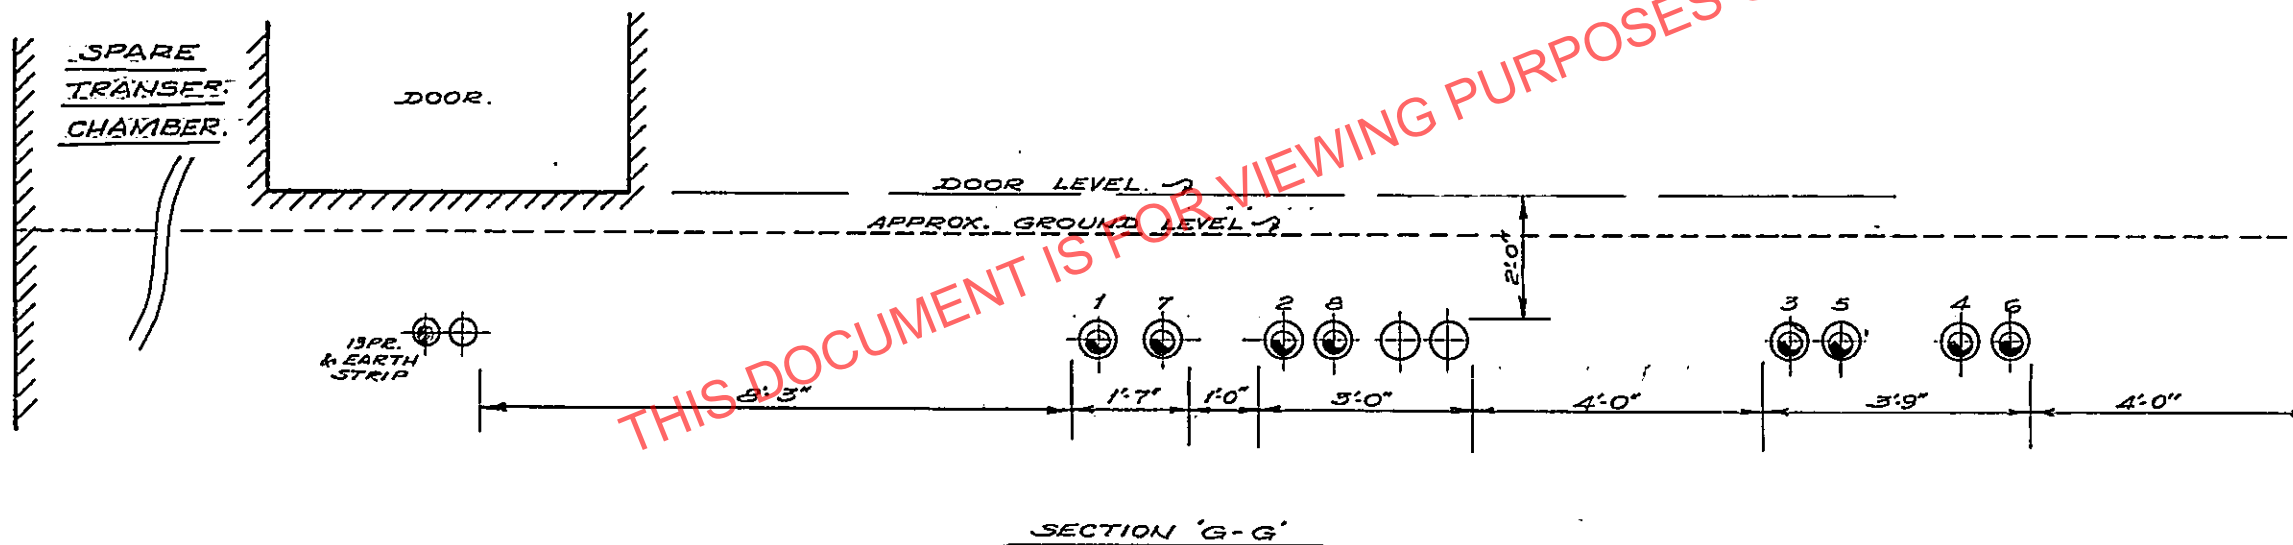 SPARE
TRANSFR.
CHAMBER.
DOOR.
DOOR LEVEL.
APPROX. GROUND LEVEL
2'0"
1 7 2 8 3 5 4 6
19PR.
& EARTH
STRIP
8'-3" 1'-7" 1'-0" 3'-0" 4'-0" 3'9" 4'-0"
SECTION 'G-G'
THIS DOCUMENT IS FOR VIEWING PURPOSES